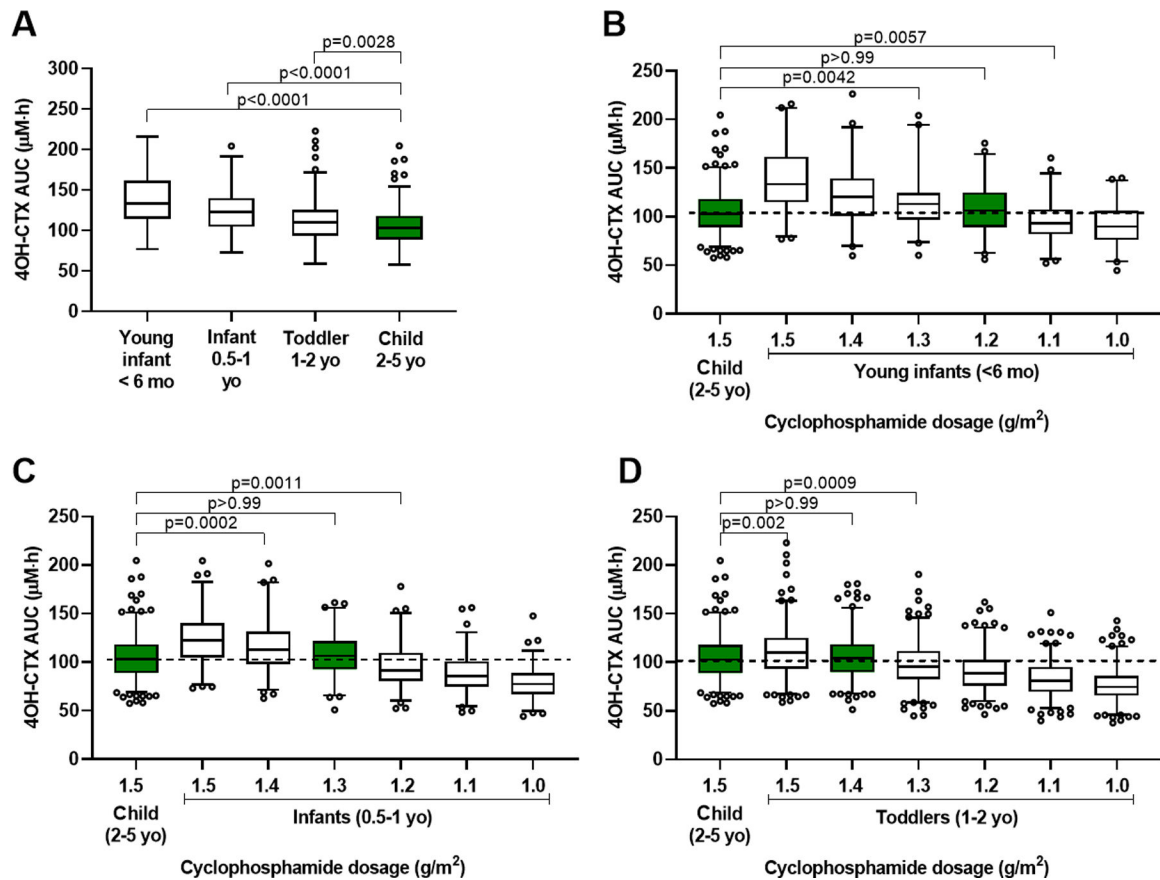 A
p=0.0028
p<0.0001
p<0.0001
4OH-CTX AUC (µM·h)
300
250
200
150
100
50
0
Young infant < 6 mo
Infant 0.5-1 yo
Toddler 1-2 yo
Child 2-5 yo
B
p=0.0057
p>0.99
p=0.0042
4OH-CTX AUC (µM·h)
250
200
150
100
50
0
1.5 1.5 1.4 1.3 1.2 1.1 1.0
Child (2-5 yo)
Young infants (<6 mo)
Cyclophosphamide dosage (g/m²)
C
p=0.0011
p>0.99
p=0.0002
4OH-CTX AUC (µM·h)
250
200
150
100
50
0
1.5 1.5 1.4 1.3 1.2 1.1 1.0
Child (2-5 yo)
Infants (0.5-1 yo)
Cyclophosphamide dosage (g/m²)
D
p=0.0009
p>0.99
p=0.002
4OH-CTX AUC (µM·h)
250
200
150
100
50
0
1.5 1.5 1.4 1.3 1.2 1.1 1.0
Child (2-5 yo)
Toddlers (1-2 yo)
Cyclophosphamide dosage (g/m²)